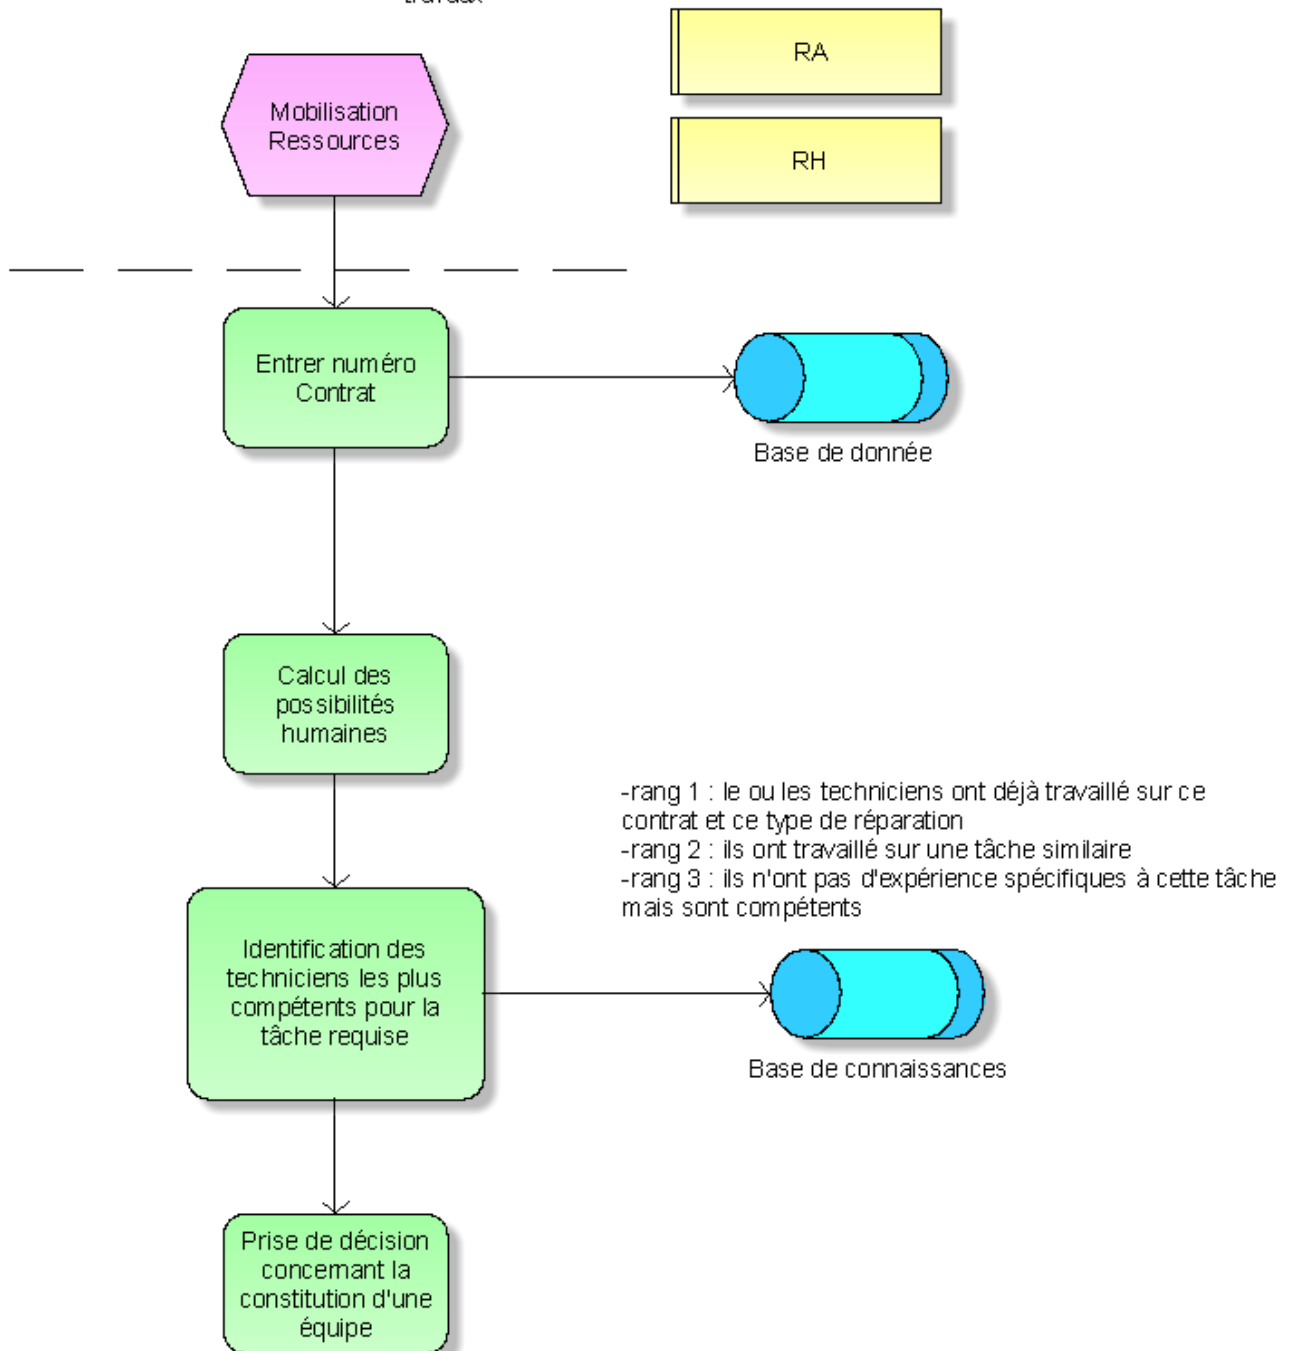 RA
Mobilisation
Ressources
RH
Entrer numéro
Contrat
Base de donnée
Calcul des
possibilités
humaines
-rang 1 : le ou les techniciens ont déjà travaillé sur ce
contrat et ce type de réparation
-rang 2 : ils ont travaillé sur une tâche similaire
-rang 3 : ils n'ont pas d'expérience spécifiques à cette tâche
mais sont compétents
Identification des
techniciens les plus
compétents pour la
tâche requise
Base de connaissances
Prise de décision
concernant la
constitution d'une
équipe